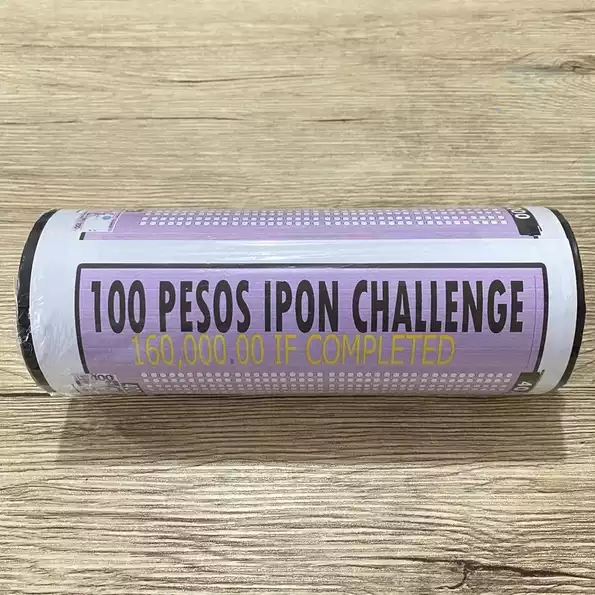 100 PESOS IPON CHALLENGE
160,000.00 IF COMPLETED